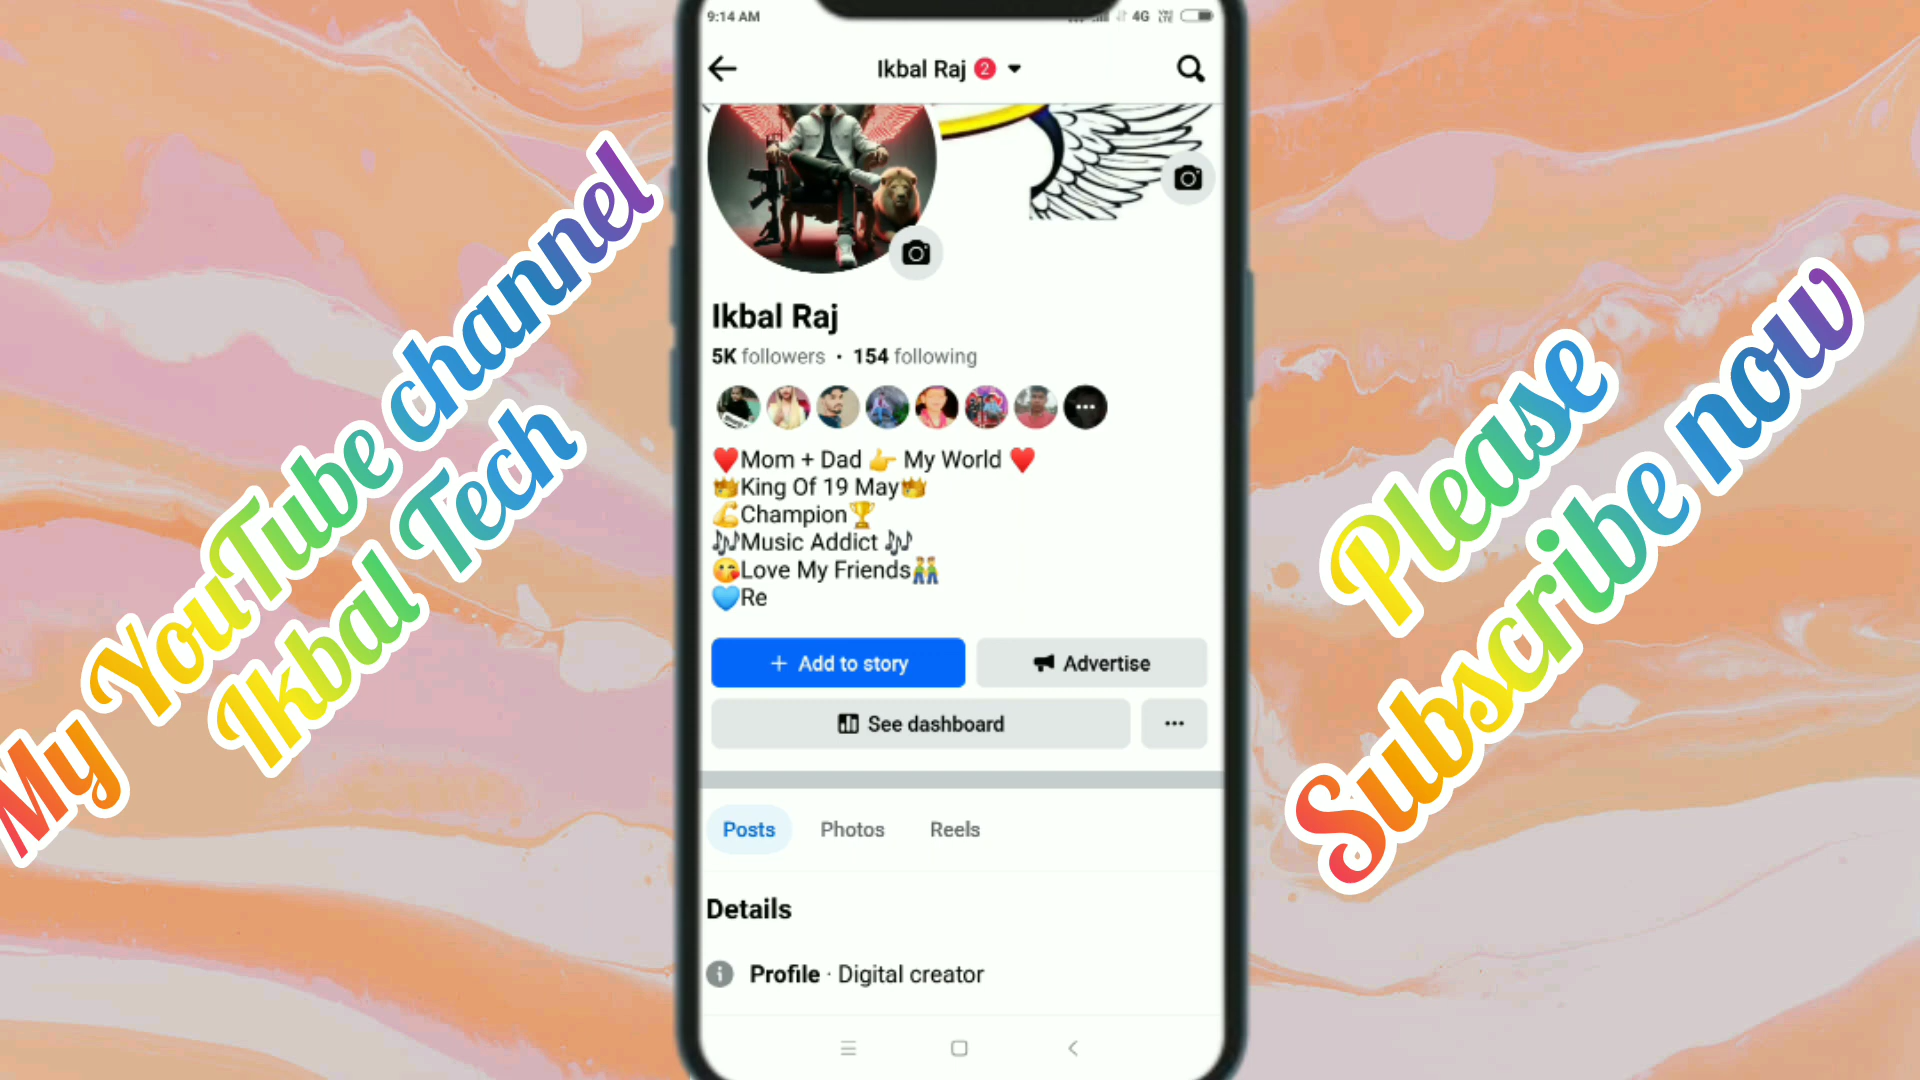 9:14 AM
4G
Ikbal Raj 2
Ikbal Raj
5K followers · 154 following
❤️Mom + Dad 👉 My World ❤️
👑King Of 19 May👑
💪Champion🏆
🎶Music Addict 🎶
😘Love My Friends👬
💙Re
+ Add to story
Advertise
See dashboard
Posts Photos Reels
Details
Profile · Digital creator
My YouTube channel
Ikbal Tech
Please
Subscribe now